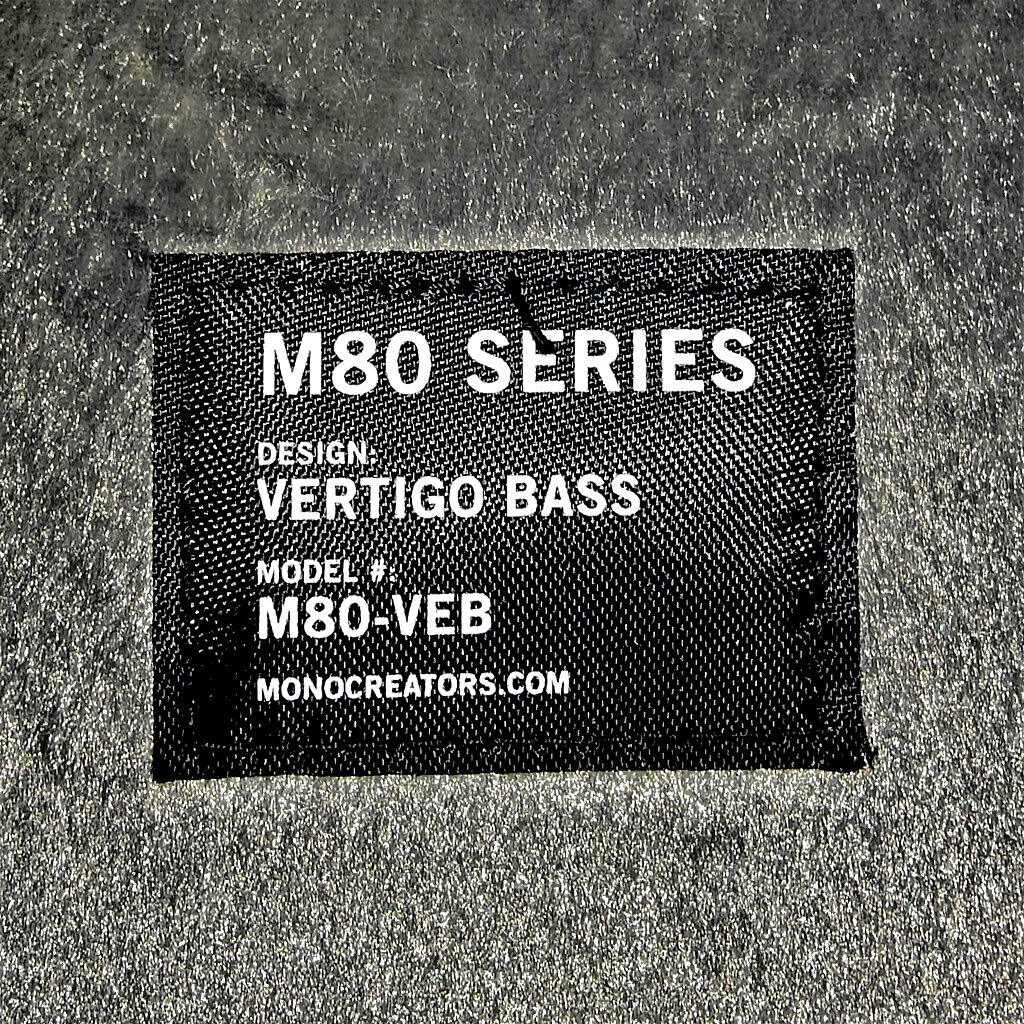 M80 SERIES
DESIGN:
VERTIGO BASS
MODEL #:
M80-VEB
MONOCREATORS.COM